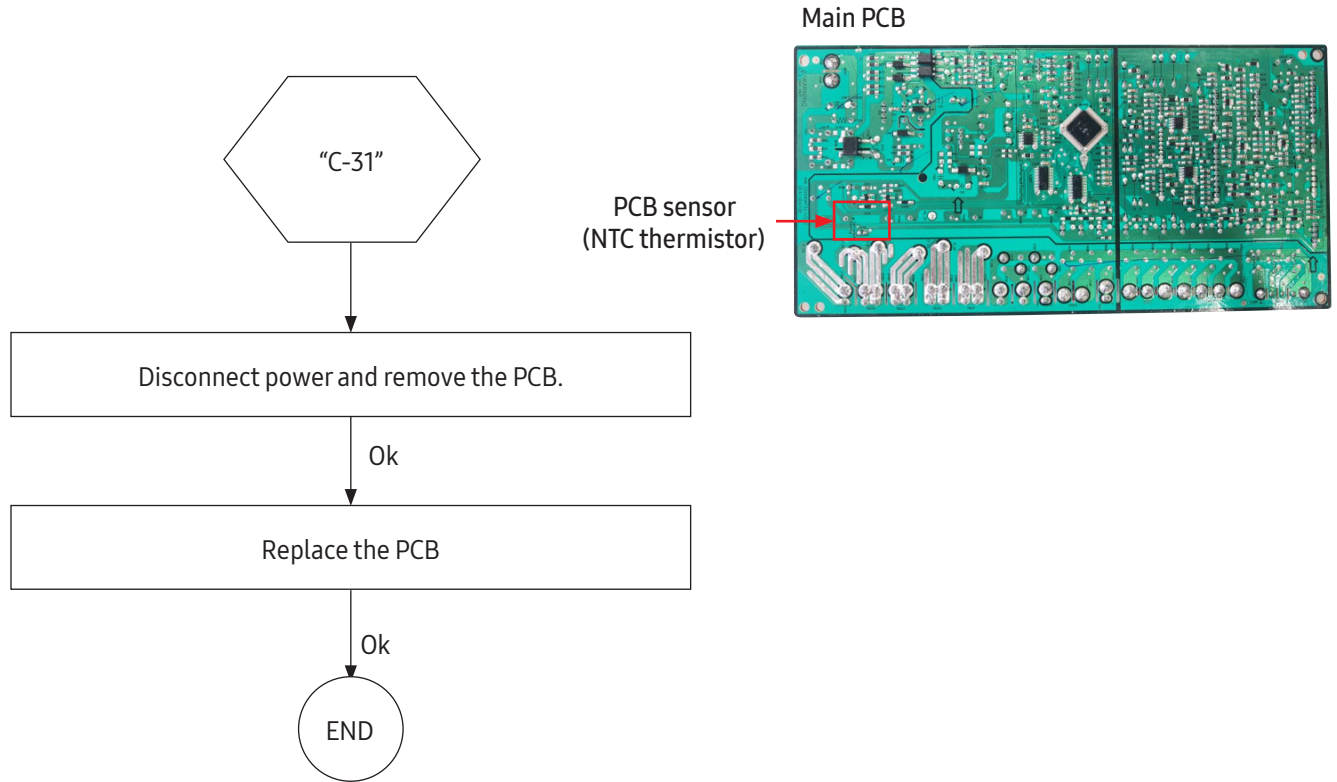 Main PCB
“C-31”
PCB sensor
(NTC thermistor)
Disconnect power and remove the PCB.
Ok
Replace the PCB
Ok
END